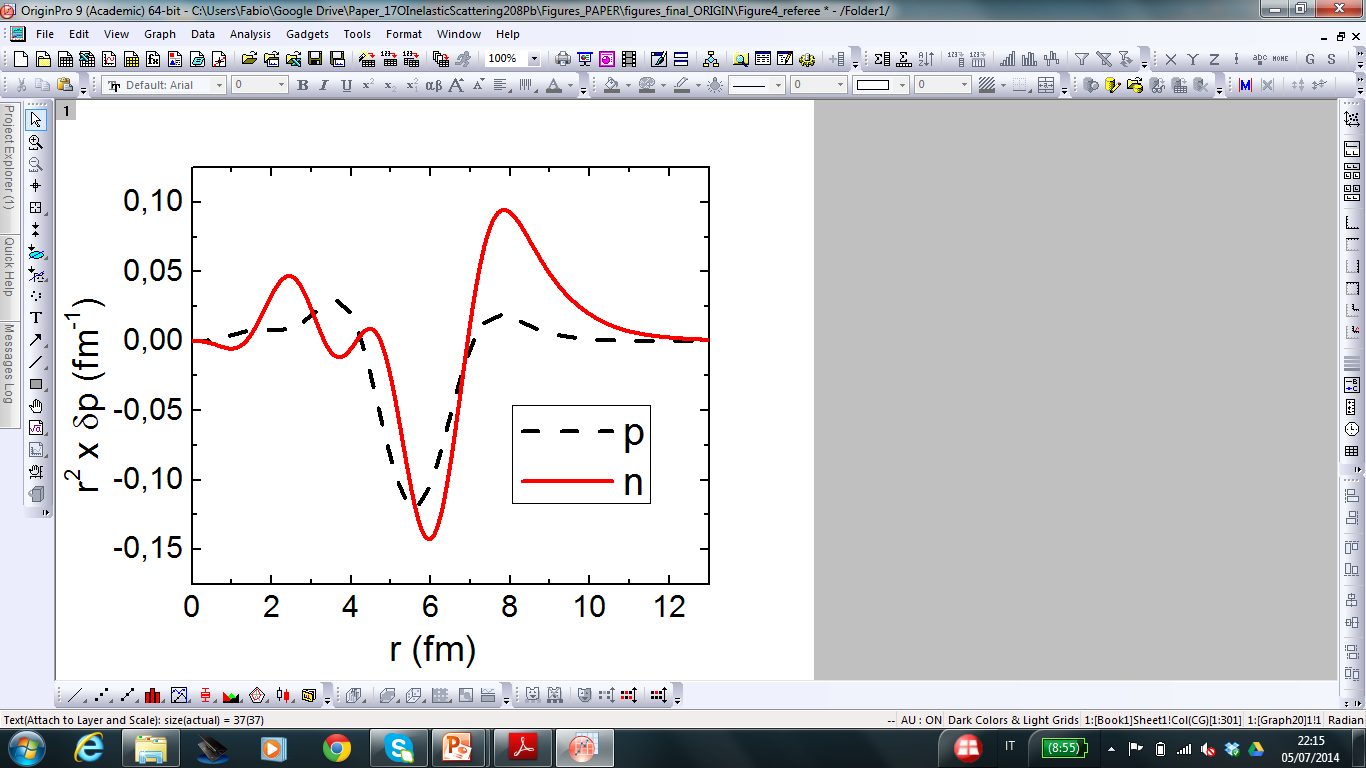 OriginPro 9 (Academic) 64-bit - C:\Users\Fabio\Google Drive\Paper_17OInelasticScattering208Pb\Figures_PAPER\figures_final_ORIGIN\Figure4_referee * - /Folder1/
File Edit View Graph Data Analysis Gadgets Tools Format Window Help
100%
X Y Z
G S
Default: Arial 0 B I U x² x₂ αβ A A A 0 0 M
Project Explorer (1)
Quick Help
Messages Log
1
0,10
0,05
0,00
-0,05
-0,10
-0,15
r² x δp (fm⁻¹)
p
n
0 2 4 6 8 10 12
r (fm)
Text(Attach to Layer and Scale): size(actual) = 37(37) -- AU : ON Dark Colors & Light Grids 1:[Book1]Sheet1!Col(CG)[1:301] 1:[Graph20]1!1 Radian
IT (8:55) 22:15
05/07/2014